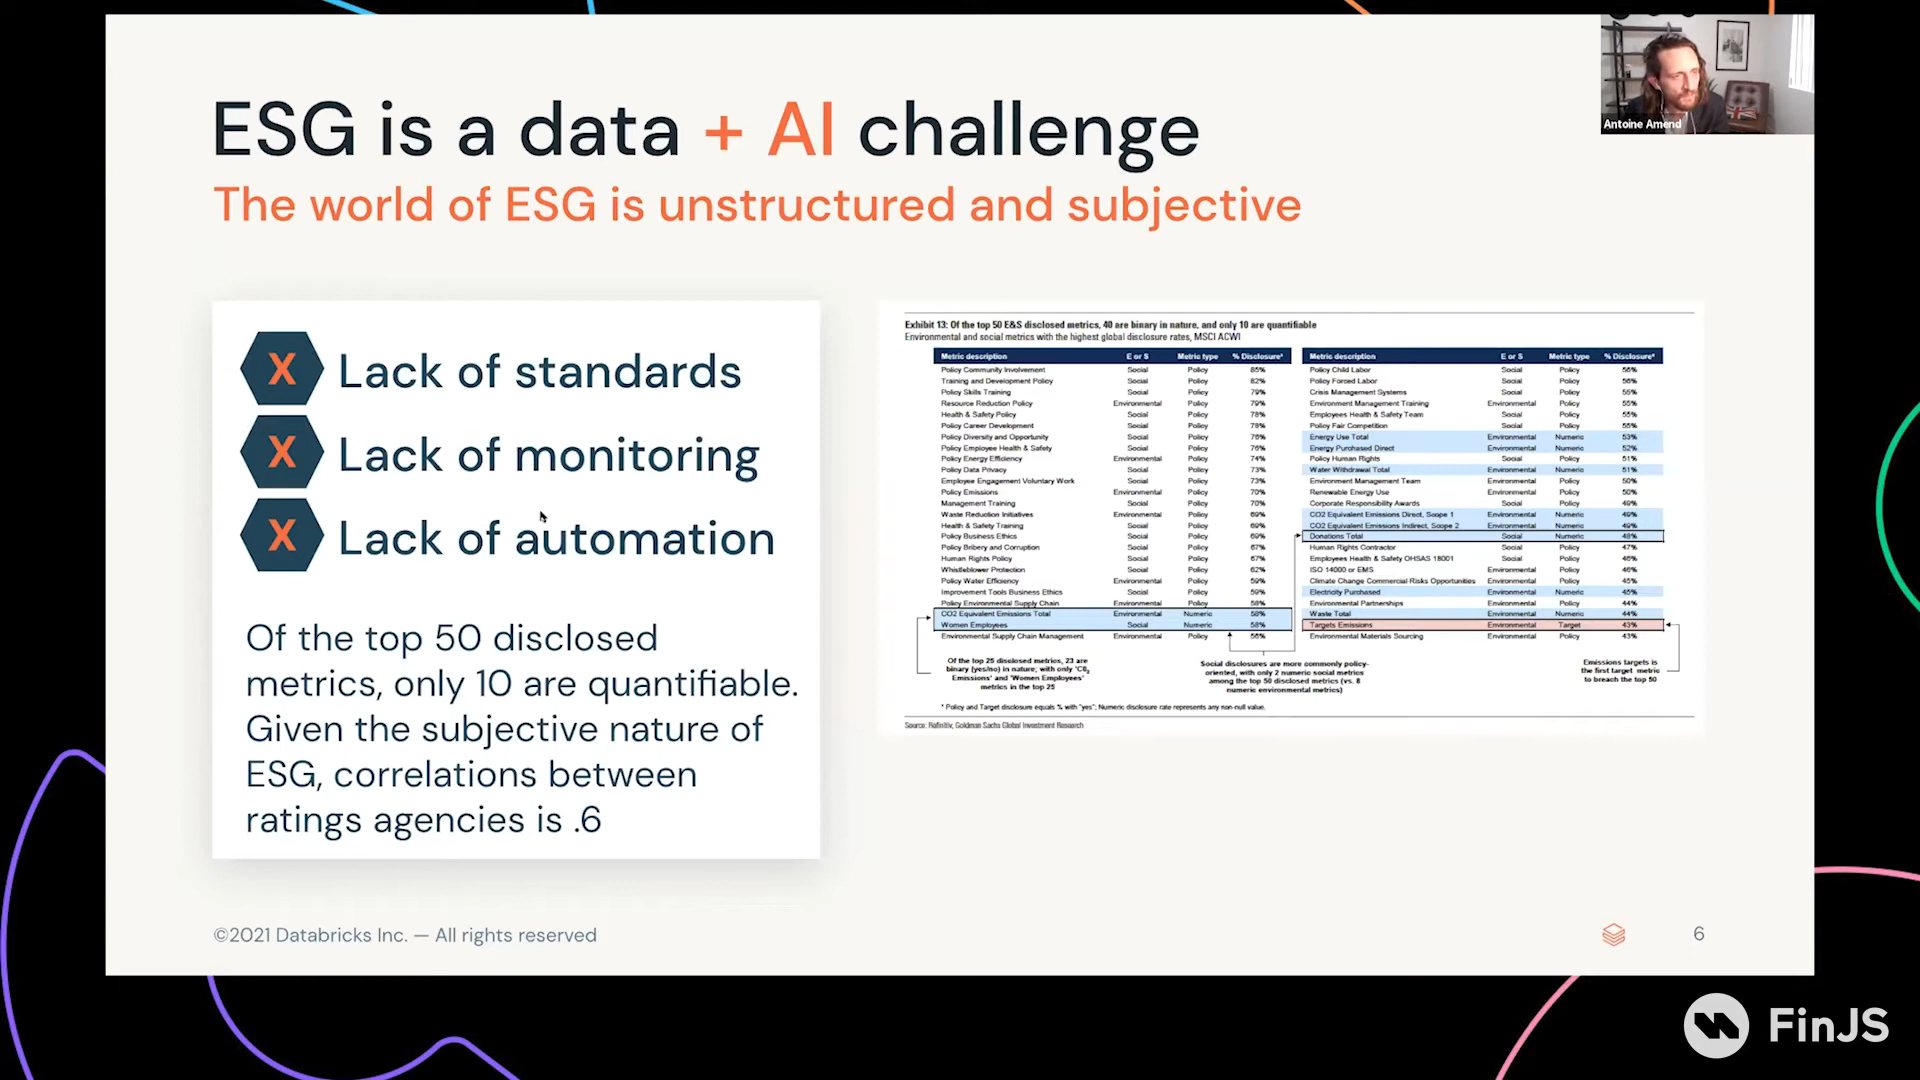 ESG is a data + AI challenge
The world of ESG is unstructured and subjective
Antoine Amend
X Lack of standards
X Lack of monitoring
X Lack of automation
Of the top 50 disclosed
metrics, only 10 are quantifiable.
Given the subjective nature of
ESG, correlations between
ratings agencies is .6
Exhibit 13: Of the top 50 E&S disclosed metrics, 40 are binary in nature, and only 10 are quantifiable
Environmental and social metrics with the highest global disclosure rates, MSCI ACWI
Metric description E or S Metric type % Disclosure*
Policy Community Involvement Social Policy 85%
Training and Development Policy Social Policy 82%
Policy Skills Training Social Policy 79%
Resource Reduction Policy Environmental Policy 79%
Health & Safety Policy Social Policy 78%
Policy Career Development Social Policy 78%
Policy Diversity and Opportunity Social Policy 76%
Policy Employee Health & Safety Social Policy 76%
Policy Energy Efficiency Environmental Policy 74%
Policy Data Privacy Social Policy 73%
Employee Engagement Voluntary Work Social Policy 73%
Policy Emissions Environmental Policy 70%
Management Training Social Policy 70%
Waste Reduction Initiatives Environmental Policy 69%
Health & Safety Training Social Policy 69%
Policy Business Ethics Social Policy 69%
Policy Bribery and Corruption Social Policy 67%
Human Rights Policy Social Policy 67%
Whistleblower Protection Social Policy 62%
Policy Water Efficiency Environmental Policy 59%
Improvement Tools Business Ethics Social Policy 59%
Policy Environmental Supply Chain Environmental Policy 58%
CO2 Equivalent Emissions Total Environmental Numeric 58%
Women Employees Social Numeric 58%
Environmental Supply Chain Management Environmental Policy 56%
Metric description E or S Metric type % Disclosure*
Policy Child Labor Social Policy 56%
Policy Forced Labor Social Policy 56%
Crisis Management Systems Social Policy 55%
Environment Management Training Environmental Policy 55%
Employees Health & Safety Team Social Policy 55%
Policy Fair Competition Social Policy 55%
Energy Use Total Environmental Numeric 53%
Energy Purchased Direct Environmental Numeric 52%
Policy Human Rights Social Policy 51%
Water Withdrawal Total Environmental Numeric 51%
Environment Management Team Environmental Policy 50%
Renewable Energy Use Environmental Policy 50%
Corporate Responsibility Awards Social Policy 49%
CO2 Equivalent Emissions Direct, Scope 1 Environmental Numeric 49%
CO2 Equivalent Emissions Indirect, Scope 2 Environmental Numeric 49%
Donations Total Social Numeric 48%
Human Rights Contractor Social Policy 47%
Employees Health & Safety OHSAS 18001 Social Policy 46%
ISO 14000 or EMS Environmental Policy 46%
Climate Change Commercial Risks Opportunities Environmental Policy 45%
Electricity Purchased Environmental Numeric 45%
Environmental Partnerships Environmental Policy 44%
Waste Total Environmental Numeric 44%
Targets Emissions Environmental Target 43%
Environmental Materials Sourcing Environmental Policy 43%
Of the top 25 disclosed metrics, 23 are
binary (yes/no) in nature; with only 'CO2
Emissions' and 'Women Employees'
metrics in the top 25
Social disclosures are more commonly policy-
oriented, with only 2 numeric social metrics
among the top 50 disclosed metrics (vs. 8
numeric environmental metrics)
Emissions targets is
the first target metric
to breach the top 50
* Policy and Target disclosure equals % with "yes"; Numeric disclosure rate represents any non-null value.
Source: Refinitiv, Goldman Sachs Global Investment Research
©2021 Databricks Inc. — All rights reserved
6
FinJS